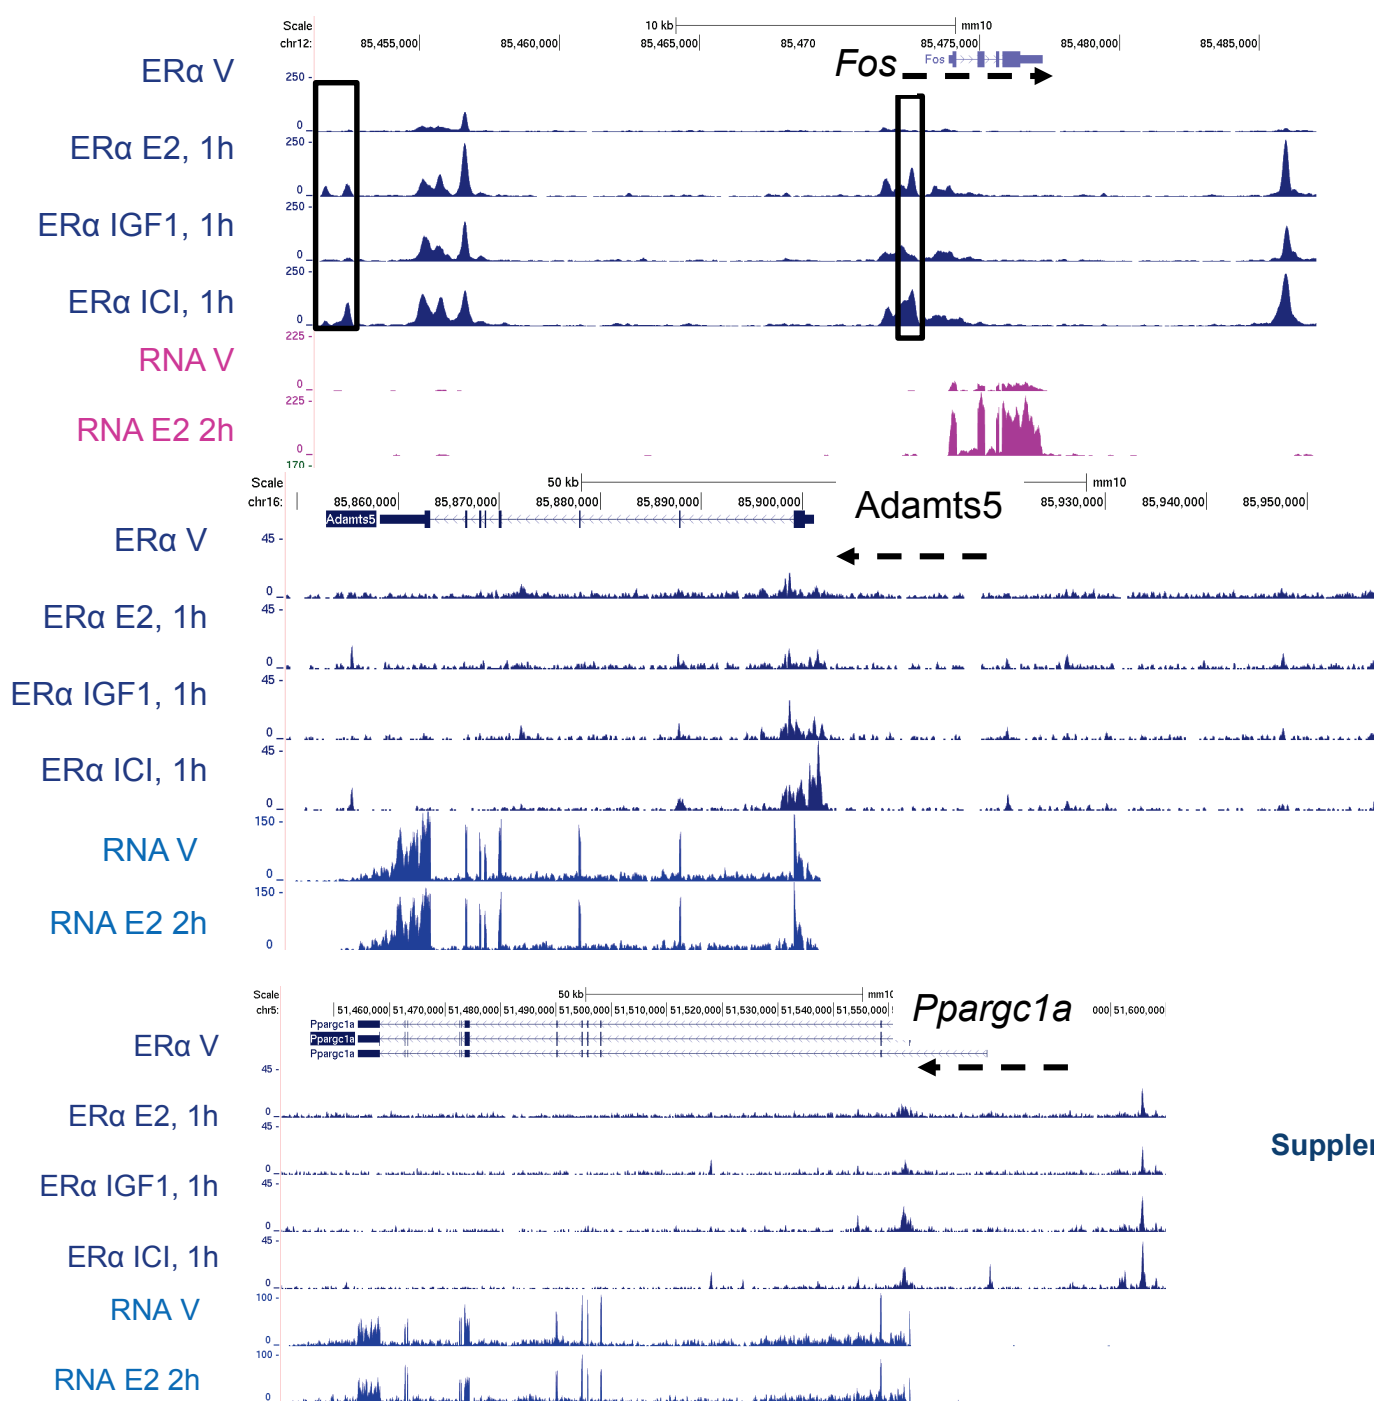 Scale 10 kb mm10
chr12: 85,455,000 85,460,000 85,465,000 85,470 85,475,000 85,480,000 85,485,000
Fos Fos
ERα V 250 -
0
ERα E2, 1h 250 -
0
ERα IGF1, 1h 250 -
0
ERα ICI, 1h 250 -
0
RNA V 225 -
0
RNA E2 2h 225 -
0
170 -
Scale 50 kb mm10
chr16: 85,860,000 85,870,000 85,880,000 85,890,000 85,900,000 Adamts5 85,930,000 85,940,000 85,950,000
Adamts5
ERα V 45 -
0
ERα E2, 1h 45 -
0
ERα IGF1, 1h 45 -
0
ERα ICI, 1h 45 -
0
RNA V 150 -
0
RNA E2 2h 150 -
0
Scale 50 kb mm10
chr5: 51,460,000 51,470,000 51,480,000 51,490,000 51,500,000 51,510,000 51,520,000 51,530,000 51,540,000 51,550,000 Ppargc1a 000 51,600,000
Ppargc1a
Ppargc1a
Ppargc1a
ERα V 45 -
0
ERα E2, 1h 45 -
0
Suppler
ERα IGF1, 1h 45 -
0
ERα ICI, 1h 45 -
0
RNA V 100 -
0
RNA E2 2h 100 -
0